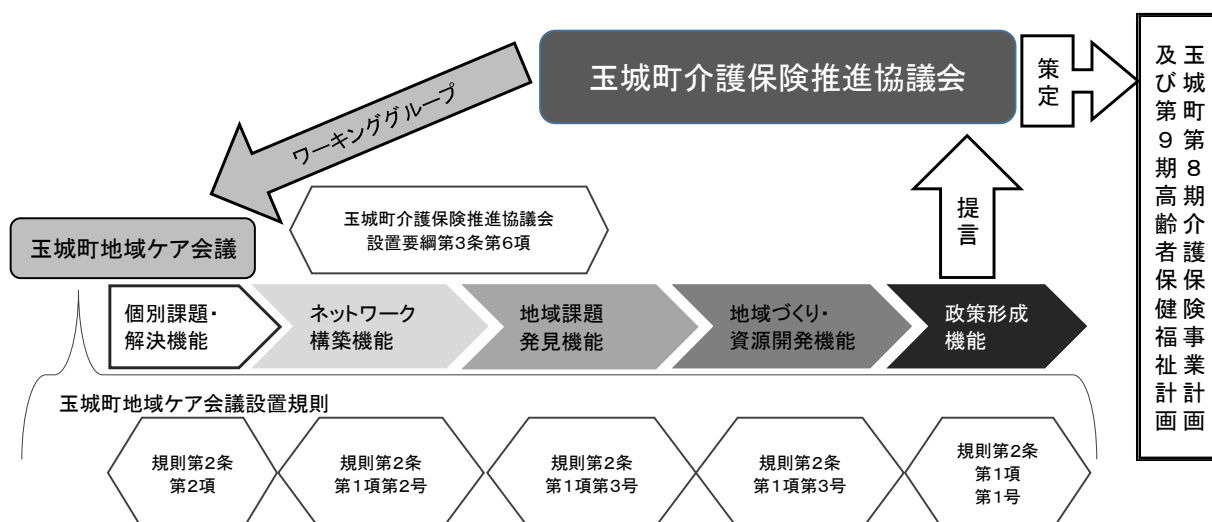 玉城町介護保険推進協議会
策定
玉城町第8期介護保険事業計画
及び第9期高齢者保健福祉計画
ワーキンググループ
提言
玉城町介護保険推進協議会
設置要綱第3条第6項
玉城町地域ケア会議
個別課題・
解決機能
ネットワーク
構築機能
地域課題
発見機能
地域づくり・
資源開発機能
政策形成
機能
玉城町地域ケア会議設置規則
規則第2条
第2項
規則第2条
第1項第2号
規則第2条
第1項第3号
規則第2条
第1項第3号
規則第2条
第1項
第1号